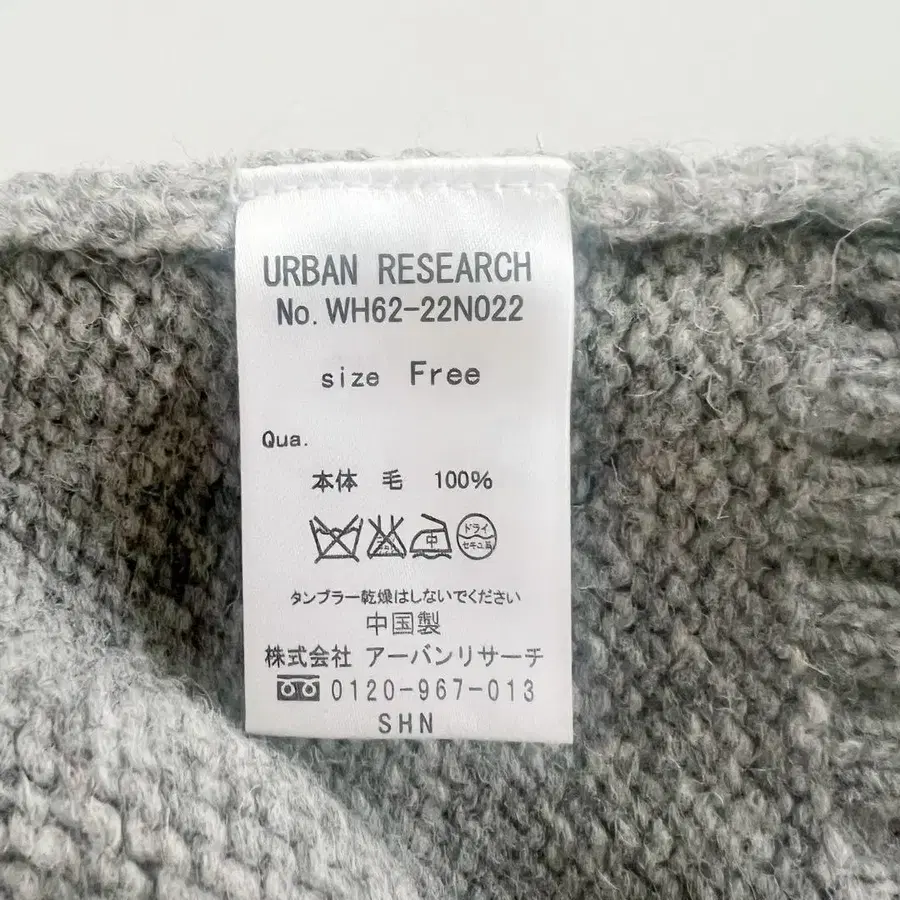 URBAN RESEARCH
No. WH62-22N022
size Free
Qua.
本体 毛 100%
中 ドライ
セキユ系
タンブラー乾燥はしないでください
中国製
株式会社 アーバンリサーチ
0120-967-013
SHN